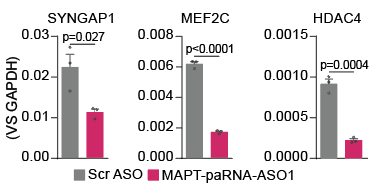 SYNGAP1 MEF2C HDAC4
p=0.027 p<0.0001 p=0.0004
(VS GAPDH)
0.03 0.006 0.0015
0.02 0.004 0.0010
0.01 0.002 0.0005
0.00 0.000 0.0000
Scr ASO MAPT-paRNA-ASO1